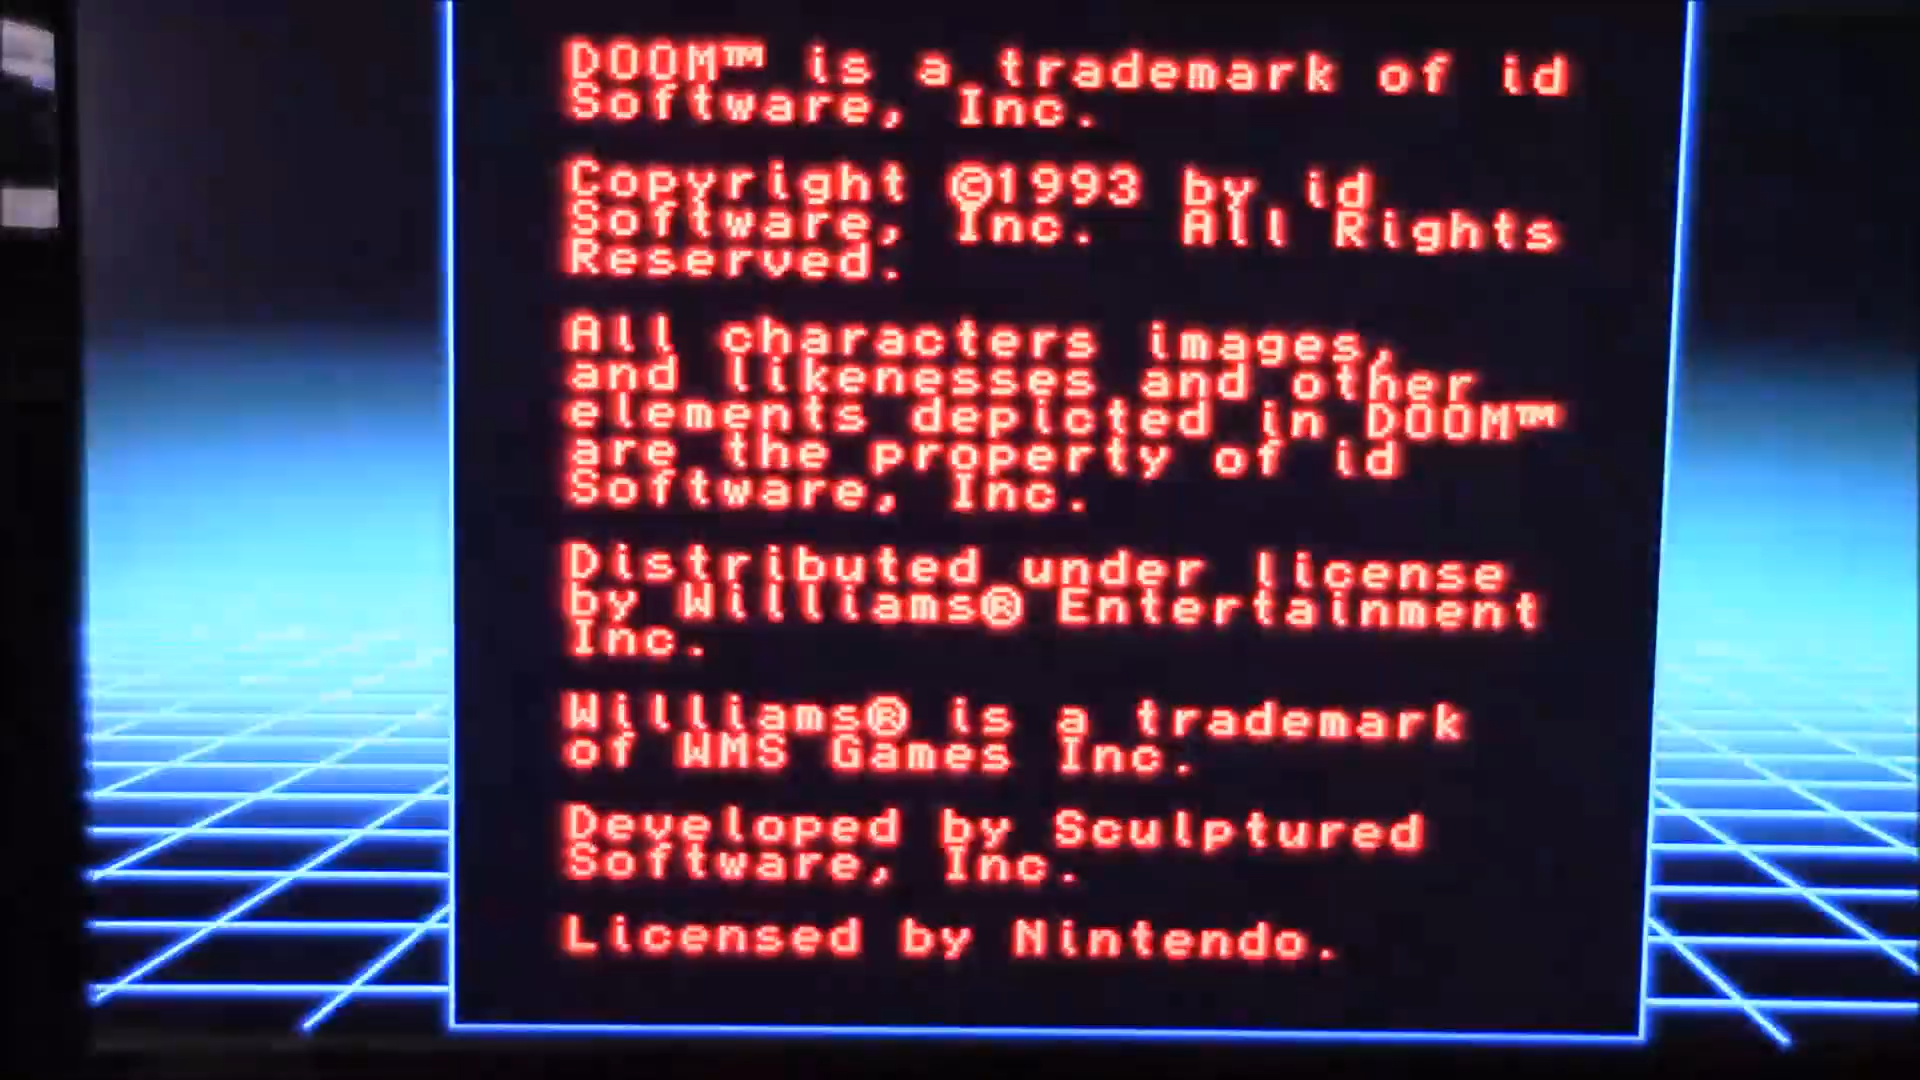 DOOM™ is a trademark of id
Software, Inc.
Copyright ©1993 by id
Software, Inc. All Rights
Reserved.
All characters images,
and likenesses and other
elements depicted in DOOM™
are the property of id
Software, Inc.
Distributed under license
by Williams® Entertainment
Inc.
Williams® is a trademark
of WMS Games Inc.
Developed by Sculptured
Software, Inc.
Licensed by Nintendo.